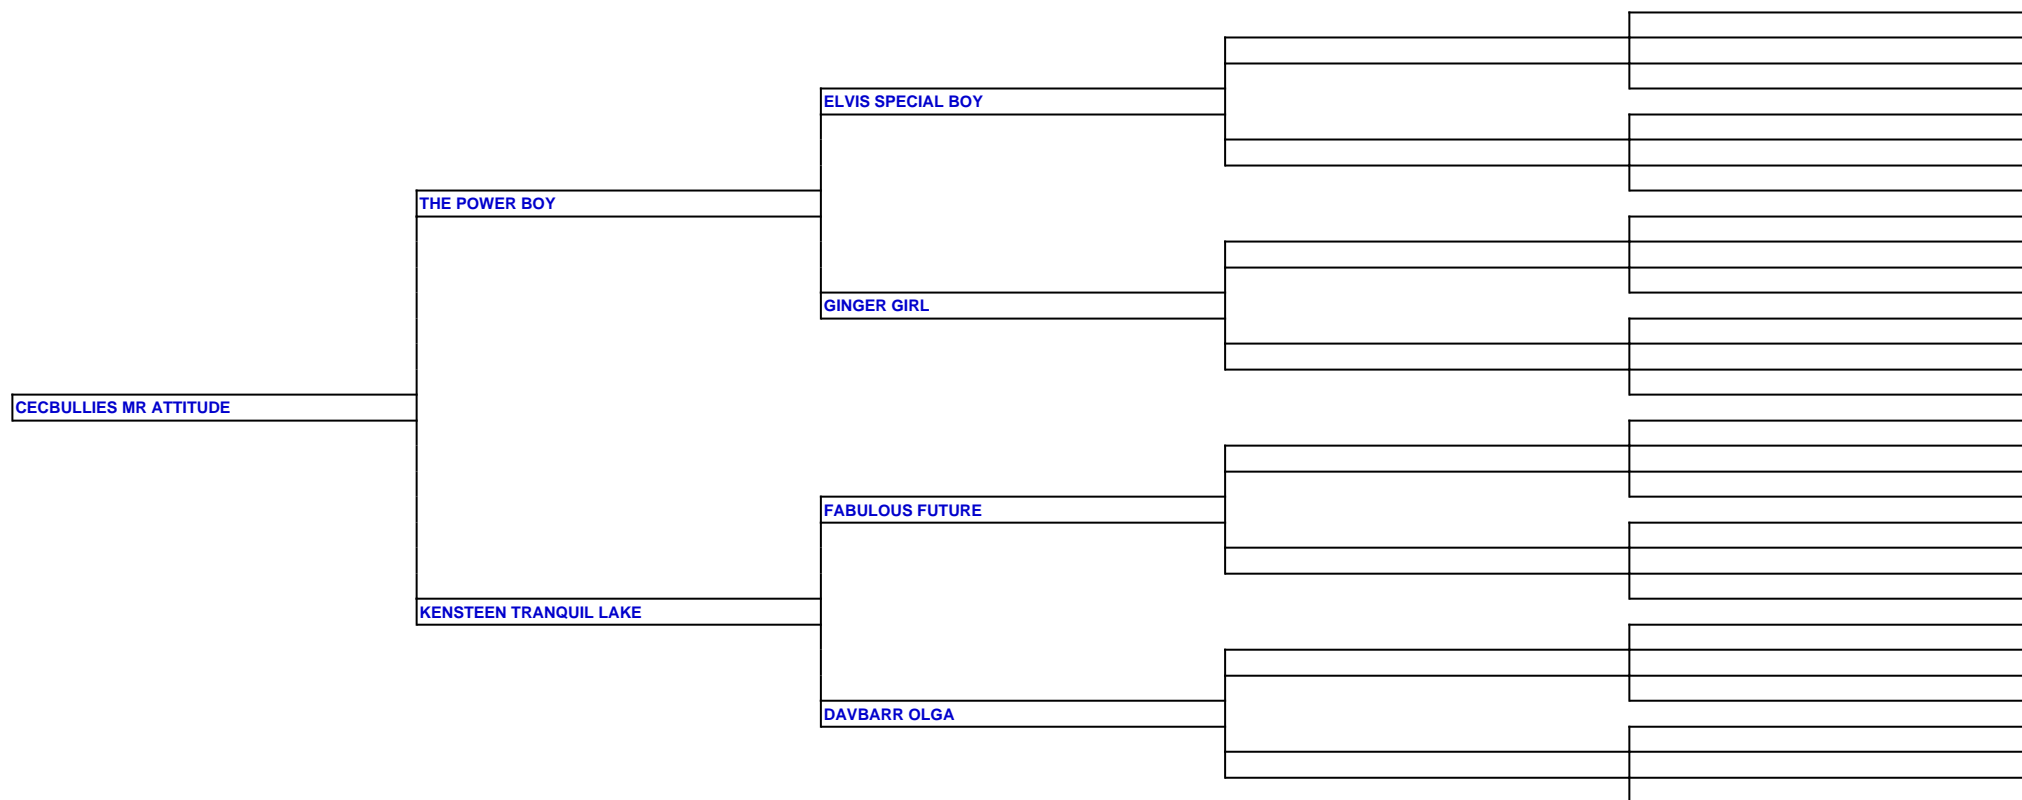 ELVIS SPECIAL BOY
THE POWER BOY
GINGER GIRL
CECBULLIES MR ATTITUDE
FABULOUS FUTURE
KENSTEEN TRANQUIL LAKE
DAVBARR OLGA